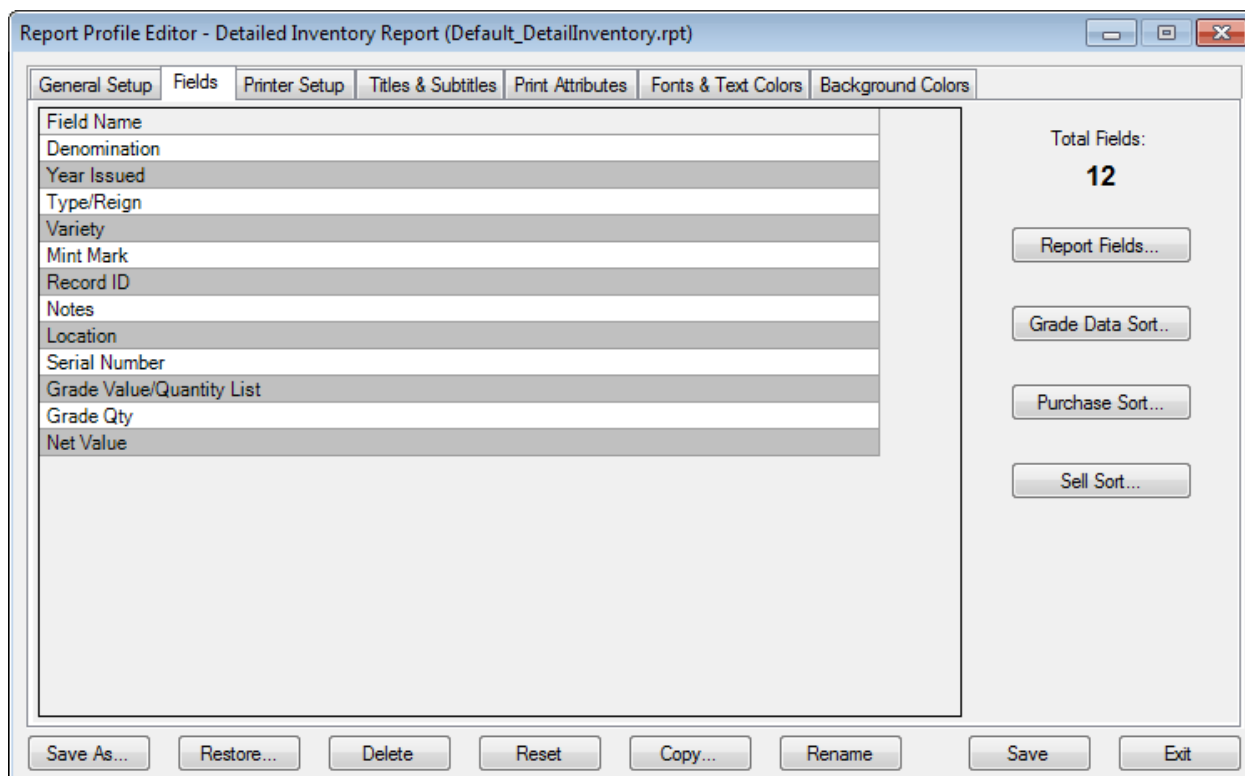 Report Profile Editor - Detailed Inventory Report (Default_DetailInventory.rpt)
General Setup Fields Printer Setup Titles & Subtitles Print Attributes Fonts & Text Colors Background Colors
Field Name
Denomination
Year Issued
Type/Reign
Variety
Mint Mark
Record ID
Notes
Location
Serial Number
Grade Value/Quantity List
Grade Qty
Net Value
Total Fields:
12
Report Fields...
Grade Data Sort..
Purchase Sort...
Sell Sort...
Save As... Restore... Delete Reset Copy... Rename Save Exit